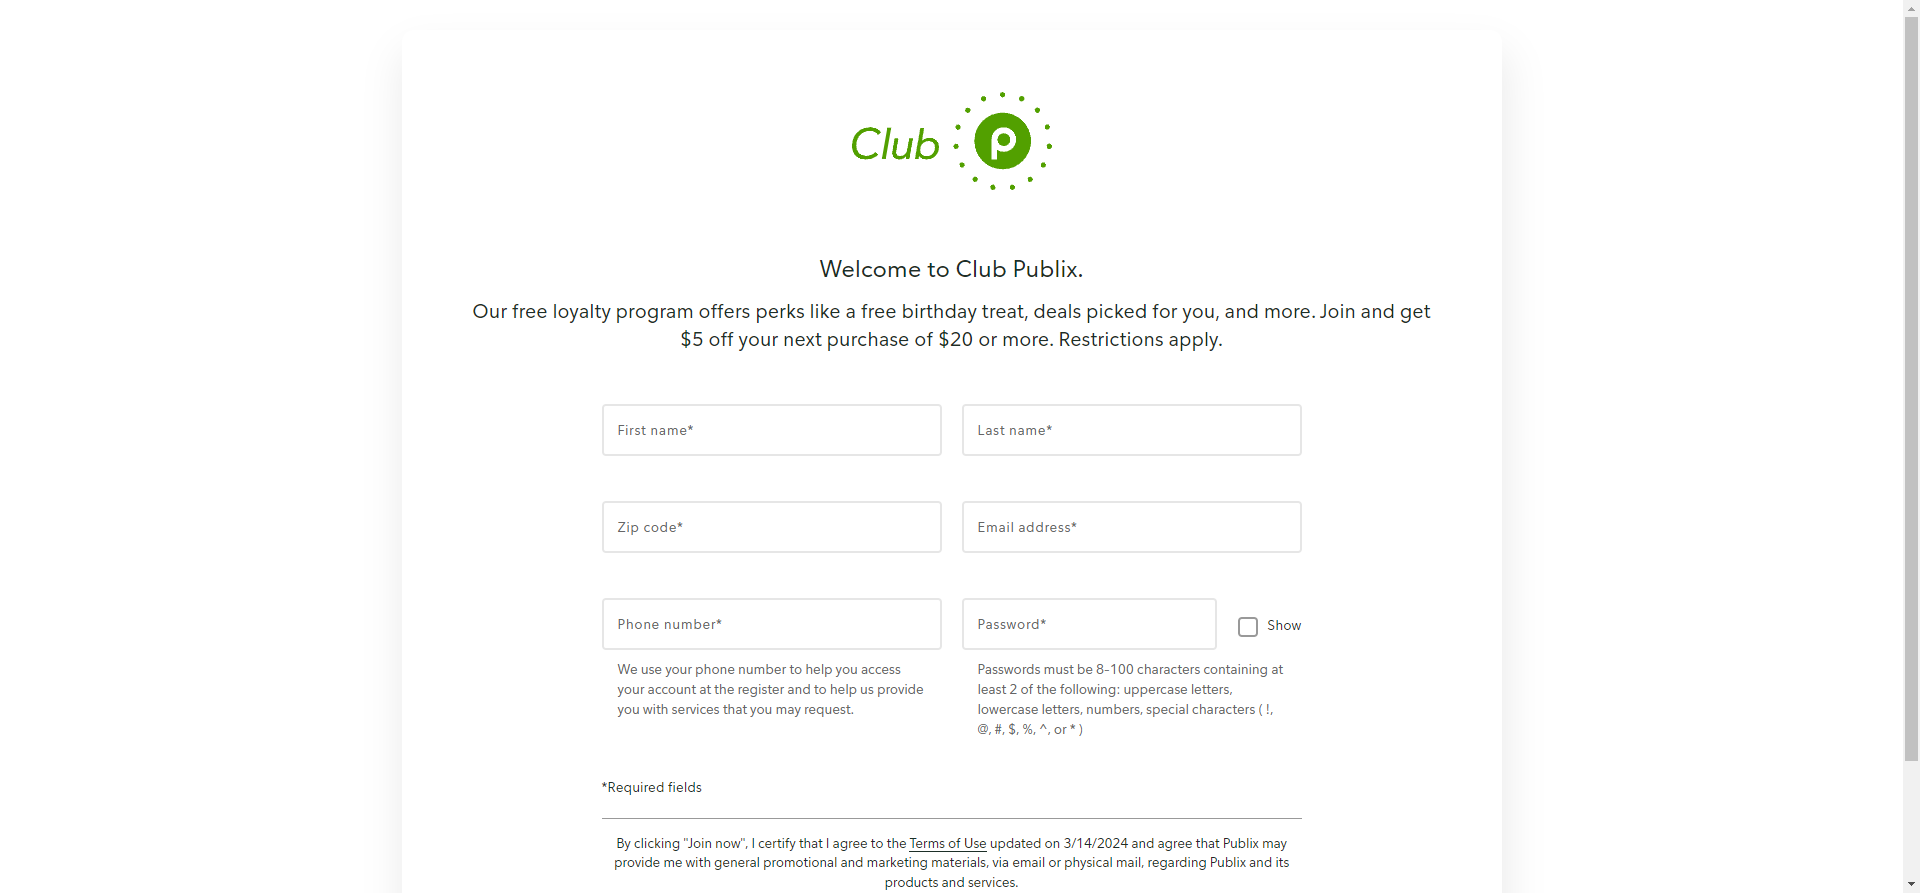 Club P
Welcome to Club Publix.
Our free loyalty program offers perks like a free birthday treat, deals picked for you, and more. Join and get
$5 off your next purchase of $20 or more. Restrictions apply.
First name*
Last name*
Zip code*
Email address*
Phone number*
Password*
Show
We use your phone number to help you access
your account at the register and to help us provide
you with services that you may request.
Passwords must be 8-100 characters containing at
least 2 of the following: uppercase letters,
lowercase letters, numbers, special characters ( !,
@, #, $, %, ^, or * )
*Required fields
By clicking "Join now", I certify that I agree to the Terms of Use updated on 3/14/2024 and agree that Publix may
provide me with general promotional and marketing materials, via email or physical mail, regarding Publix and its
products and services.